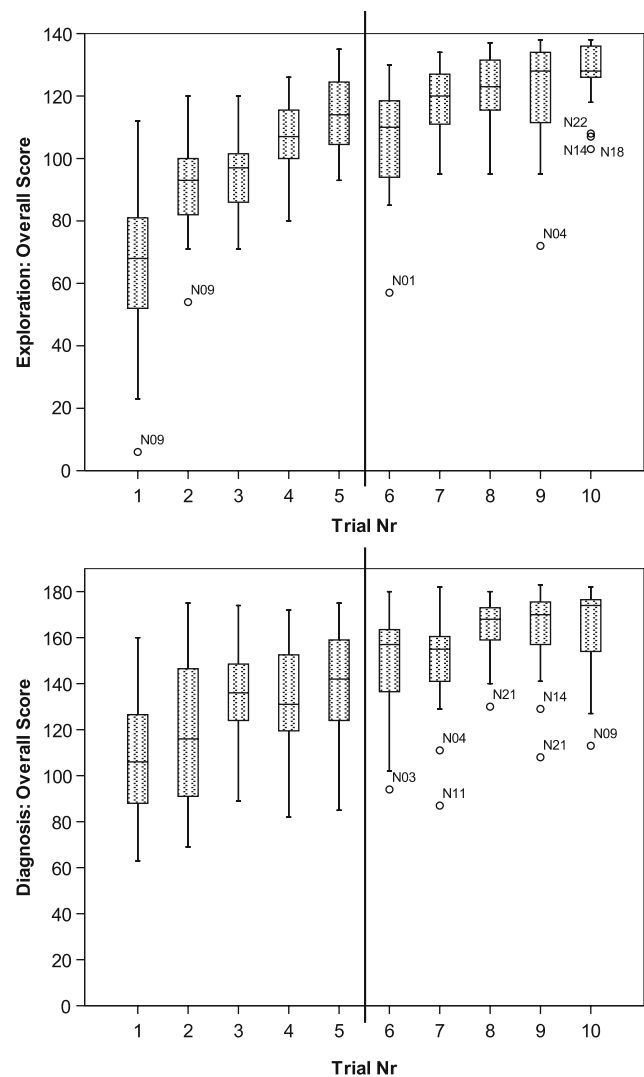 Exploration: Overall Score
140
120
100
80
60
40
20
0
N09
N09
N01
N04
N22
N14 N18
1 2 3 4 5 6 7 8 9 10
Trial Nr
Diagnosis: Overall Score
180
160
140
120
100
80
60
40
20
0
N03
N04
N11
N21
N14
N21
N09
1 2 3 4 5 6 7 8 9 10
Trial Nr